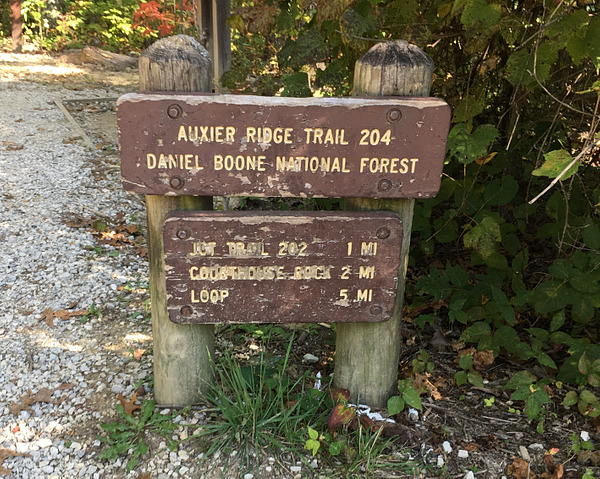 AUXIER RIDGE TRAIL 204
DANIEL BOONE NATIONAL FOREST
JCT TRAIL 202 1 MI
COURTHOUSE ROCK 2 MI
LOOP 5 MI